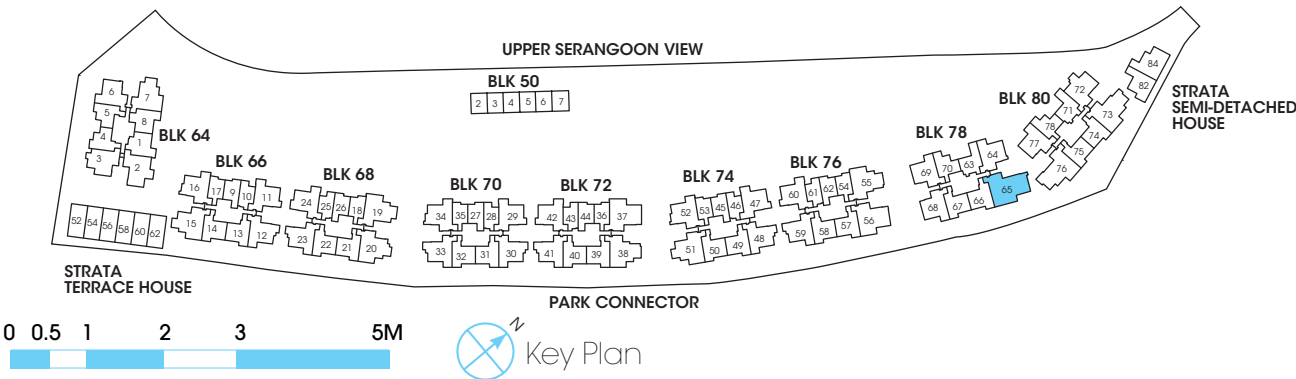 UPPER SERANGOON VIEW
BLK 50
2 3 4 5 6 7
84
82
STRATA
SEMI-DETACHED
HOUSE
BLK 80
72
71
73
78
74
77
75
76
6
7
5
8
4
1
3
2
BLK 64
BLK 78
64
63
70
69
65
66
67
68
BLK 66
16 17 9 10 11
15 14 13 12
BLK 68
24 25 26 18 19
23 22 21 20
BLK 70
34 35 27 28 29
33 32 31 30
BLK 72
42 43 44 36 37
41 40 39 38
BLK 74
52 53 45 46 47
51 50 49 48
BLK 76
60 61 62 54 55
59 58 57 56
52 54 56 58 60 62
STRATA
TERRACE HOUSE
PARK CONNECTOR
0 0.5 1 2 3 5M
N
Key Plan